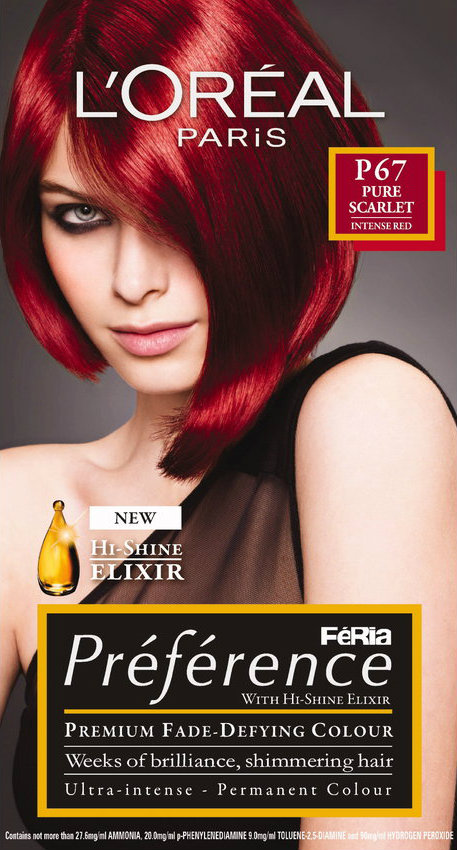 L'ORÉAL
PARiS
P67
PURE
SCARLET
INTENSE RED
NEW
HI-SHINE
ELIXIR
FéRia
Préférence
WITH HI-SHINE ELIXIR
PREMIUM FADE-DEFYING COLOUR
Weeks of brilliance, shimmering hair
Ultra-intense - Permanent Colour
Contains not more than 27.6mg/ml AMMONIA, 20.0mg/ml p-PHENYLENEDIAMINE 9.0mg/ml TOLUENE-2,5-DIAMINE and 90mg/ml HYDROGEN PEROXIDE